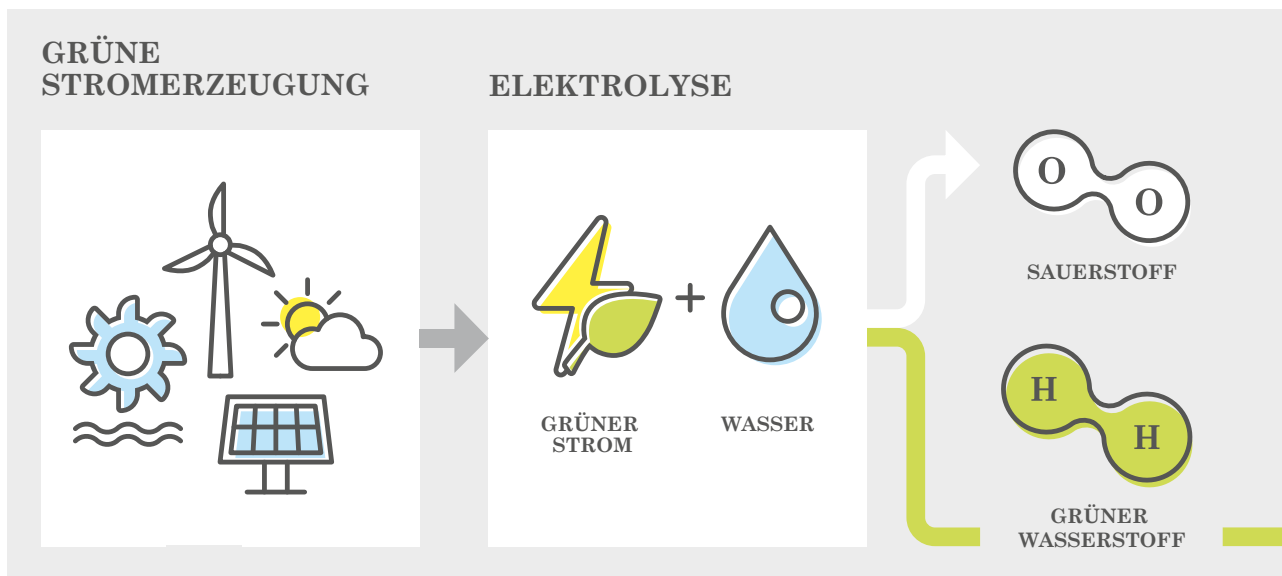 GRÜNE
STROMERZEUGUNG
ELEKTROLYSE
GRÜNER
STROM
+
WASSER
O
O
SAUERSTOFF
H
H
GRÜNER
WASSERSTOFF